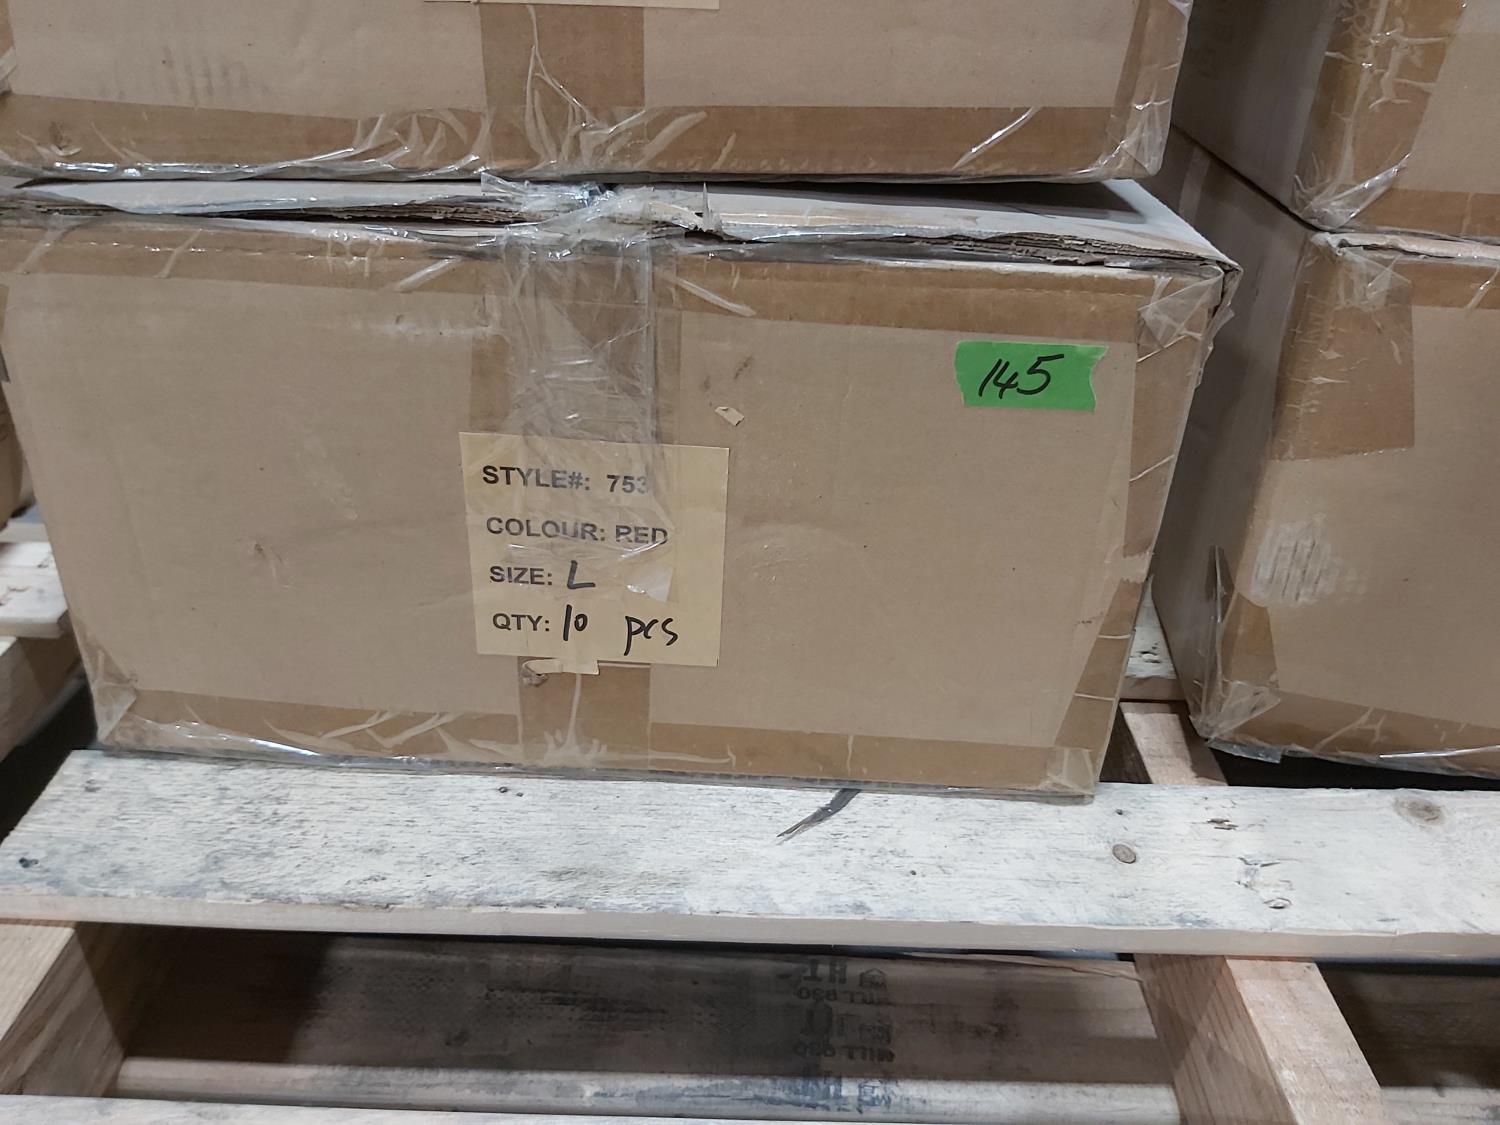 145
STYLE#: 753
COLOUR: RED
SIZE: L
QTY: 10 pcs